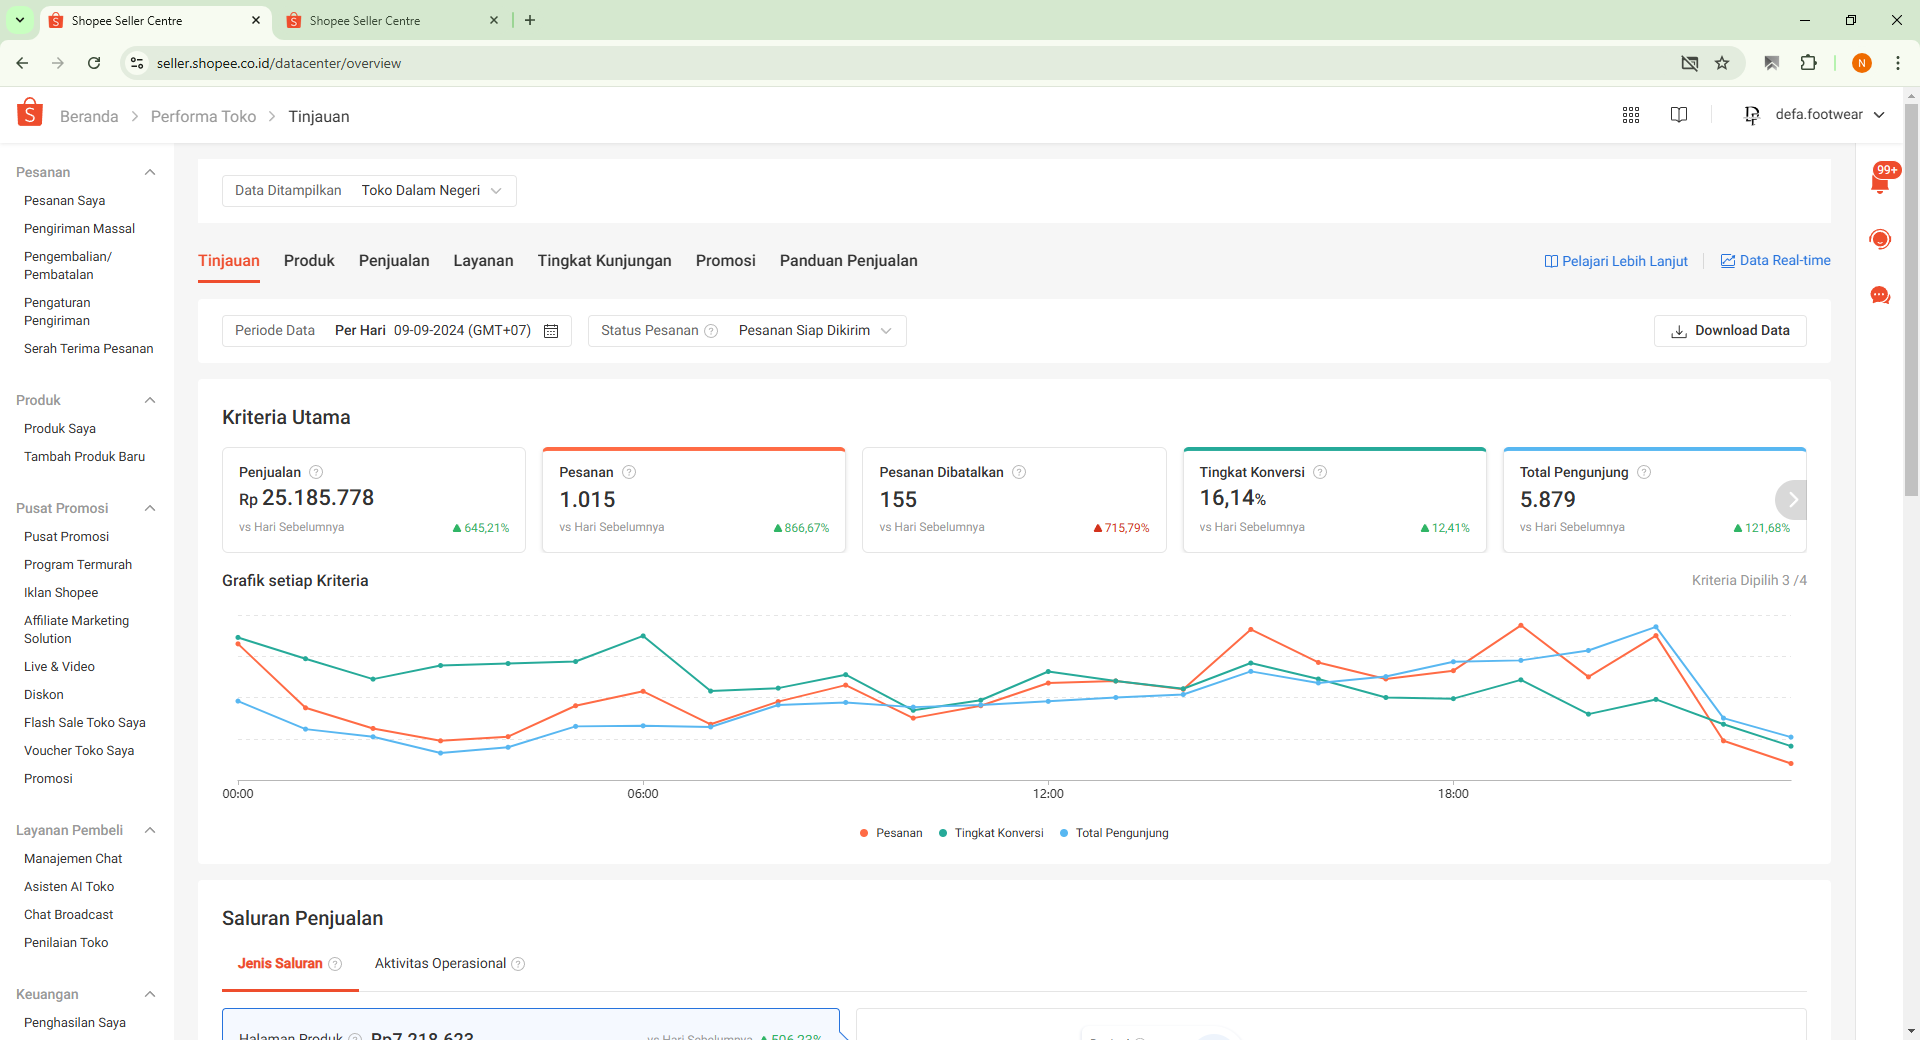 Shopee Seller Centre
Shopee Seller Centre
seller.shopee.co.id/datacenter/overview
N
Beranda > Performa Toko > Tinjauan
defa.footwear
99+
Pesanan
Pesanan Saya
Pengiriman Massal
Pengembalian/
Pembatalan
Pengaturan
Pengiriman
Serah Terima Pesanan
Produk
Produk Saya
Tambah Produk Baru
Pusat Promosi
Pusat Promosi
Program Termurah
Iklan Shopee
Affiliate Marketing
Solution
Live & Video
Diskon
Flash Sale Toko Saya
Voucher Toko Saya
Promosi
Layanan Pembeli
Manajemen Chat
Asisten AI Toko
Chat Broadcast
Penilaian Toko
Keuangan
Penghasilan Saya
Data Ditampilkan Toko Dalam Negeri
Tinjauan Produk Penjualan Layanan Tingkat Kunjungan Promosi Panduan Penjualan
Pelajari Lebih Lanjut Data Real-time
Periode Data Per Hari 09-09-2024 (GMT+07) Status Pesanan Pesanan Siap Dikirim Download Data
Kriteria Utama
Penjualan
Rp 25.185.778
vs Hari Sebelumnya 645,21%
Pesanan
1.015
vs Hari Sebelumnya 866,67%
Pesanan Dibatalkan
155
vs Hari Sebelumnya 715,79%
Tingkat Konversi
16,14%
vs Hari Sebelumnya 12,41%
Total Pengunjung
5.879
vs Hari Sebelumnya 121,68%
Grafik setiap Kriteria Kriteria Dipilih 3 /4
00:00 06:00 12:00 18:00
Pesanan Tingkat Konversi Total Pengunjung
Saluran Penjualan
Jenis Saluran Aktivitas Operasional
Halaman Produk Rp7.218.623 vs Hari Sebelumnya 506,23%